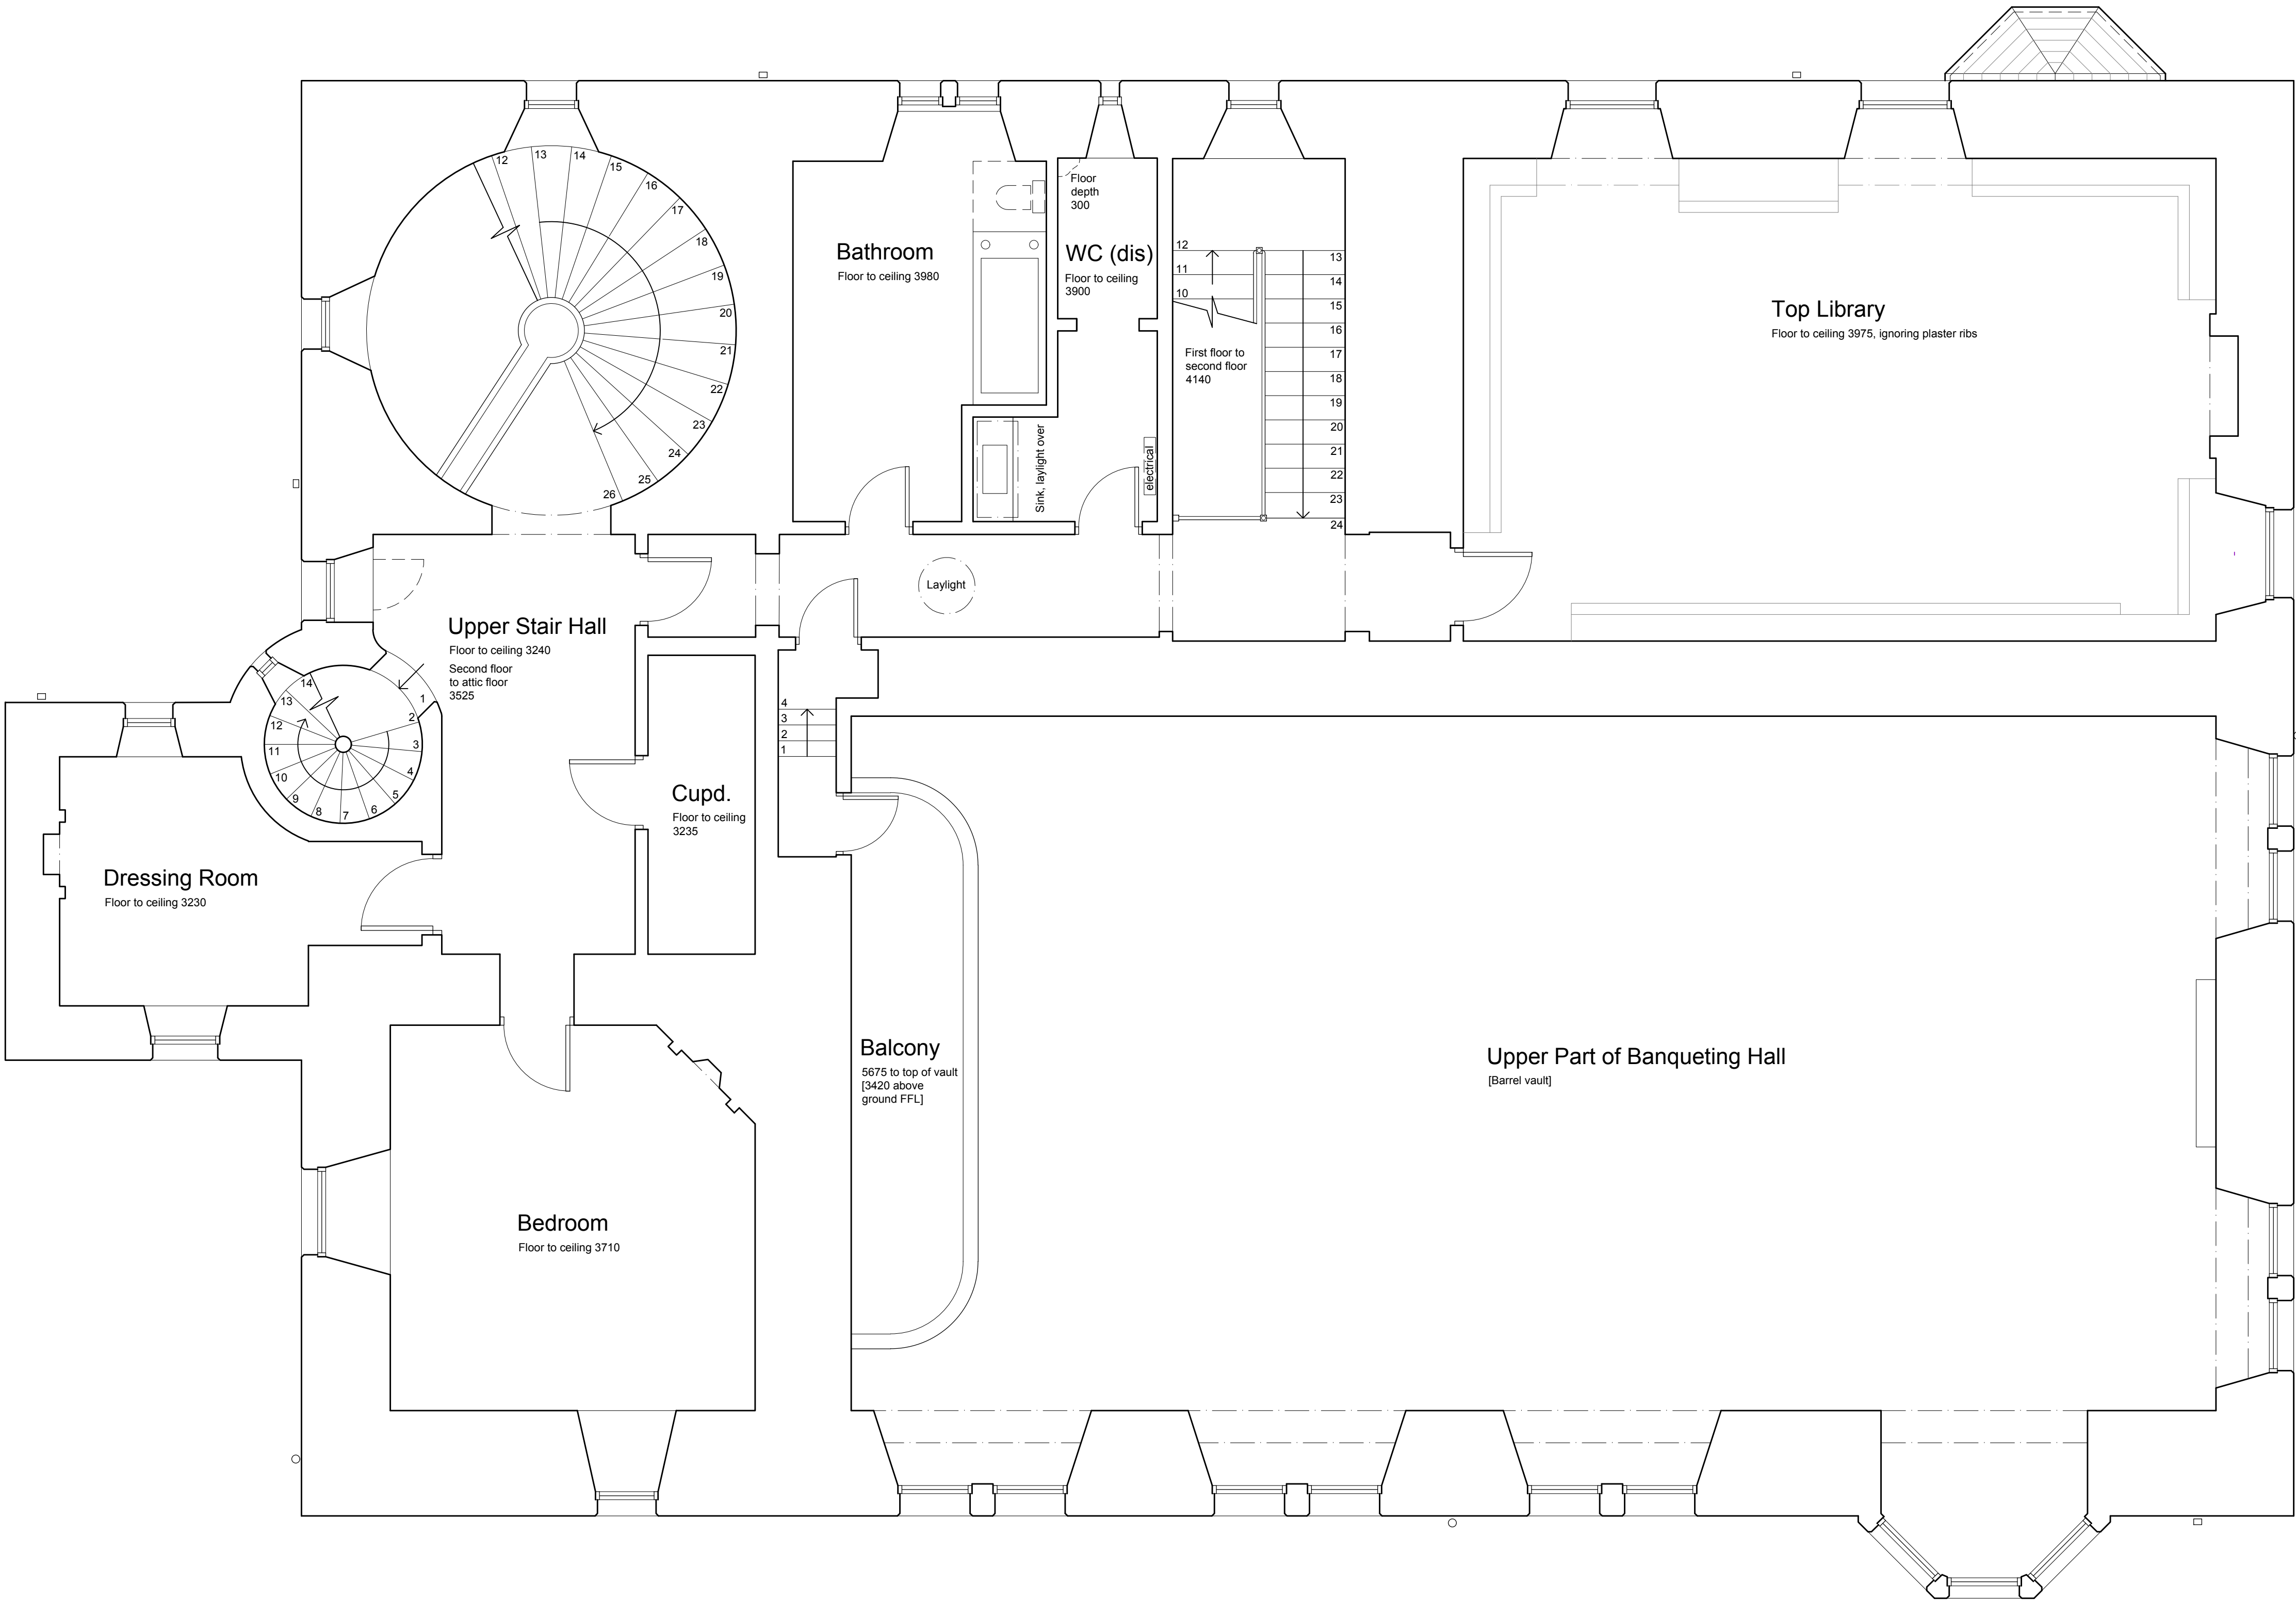 12
13
14
15
16
17
18
19
20
21
22
23
24
25
26
Bathroom
Floor to ceiling 3980
Floor
depth
300
WC (dis)
Floor to ceiling
3900
Sink, laylight over
electrical
12
11
10
First floor to
second floor
4140
13
14
15
16
17
18
19
20
21
22
23
24
Top Library
Floor to ceiling 3975, ignoring plaster ribs
Laylight
Upper Stair Hall
Floor to ceiling 3240
Second floor
to attic floor
3525
14
13
12
11
10
9
8
7
6
5
4
3
2
1
4
3
2
1
Cupd.
Floor to ceiling
3235
Dressing Room
Floor to ceiling 3230
Balcony
5675 to top of vault
[3420 above
ground FFL]
Upper Part of Banqueting Hall
[Barrel vault]
Bedroom
Floor to ceiling 3710